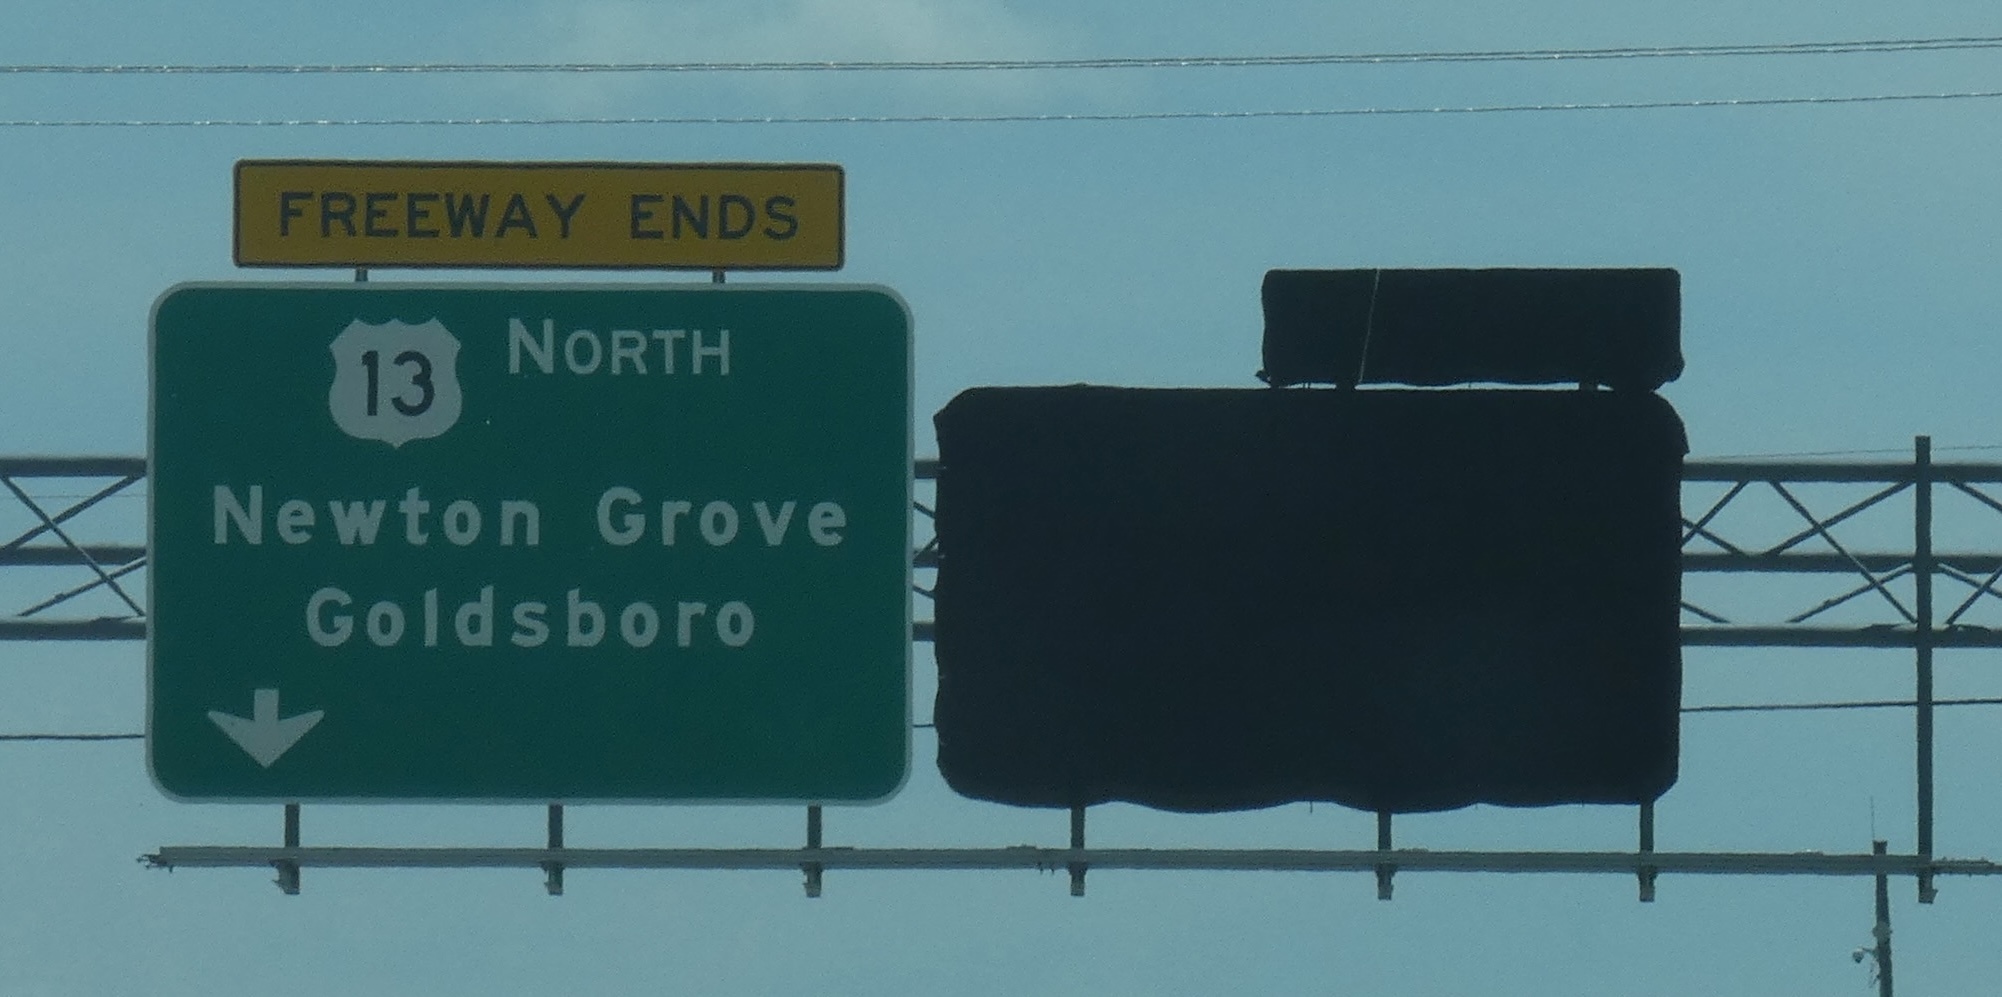 FREEWAY ENDS
13 NORTH
Newton Grove
Goldsboro